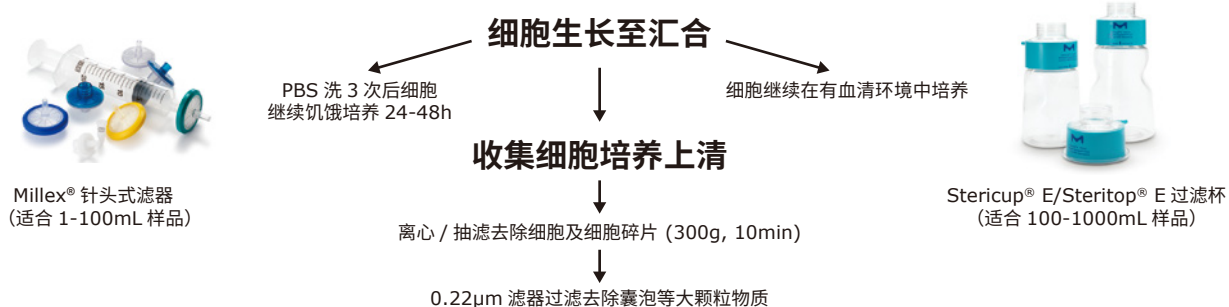 细胞生长至汇合
PBS 洗 3 次后细胞
继续饥饿培养 24-48h
细胞继续在有血清环境中培养
收集细胞培养上清
Millex® 针头式滤器
（适合 1-100mL 样品）
Stericup® E/Steritop® E 过滤杯
（适合 100-1000mL 样品）
离心 / 抽滤去除细胞及细胞碎片 (300g, 10min)
0.22μm 滤器过滤去除囊泡等大颗粒物质